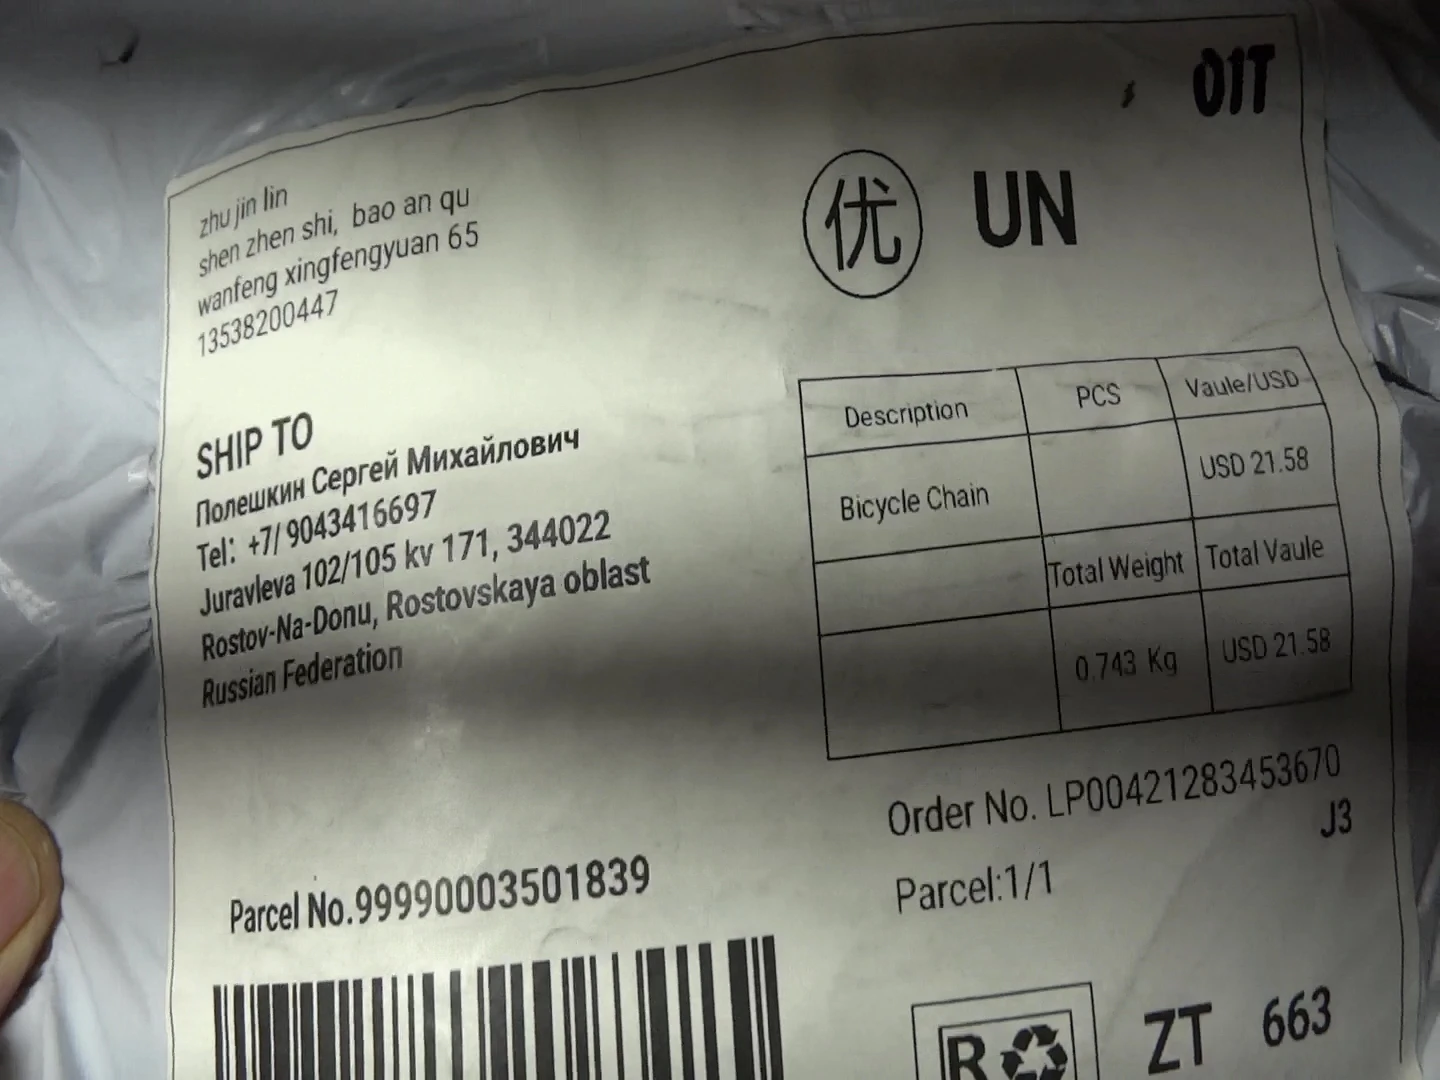 01T
优 UN
zhu jin lin
shen zhen shi, bao an qu
wanfeng xingfengyuan 65
13538200447
SHIP TO
Полешкин Сергей Михайлович
Tel: +7/ 9043416697
Juravleva 102/105 kv 171, 344022
Rostov-Na-Donu, Rostovskaya oblast
Russian Federation
Description PCS Vaule/USD
Bicycle Chain USD 21.58
Total Weight Total Vaule
0.743 Kg USD 21.58
Order No. LP00421283453670
J3
Parcel No.99990003501839
Parcel:1/1
R ZT 663